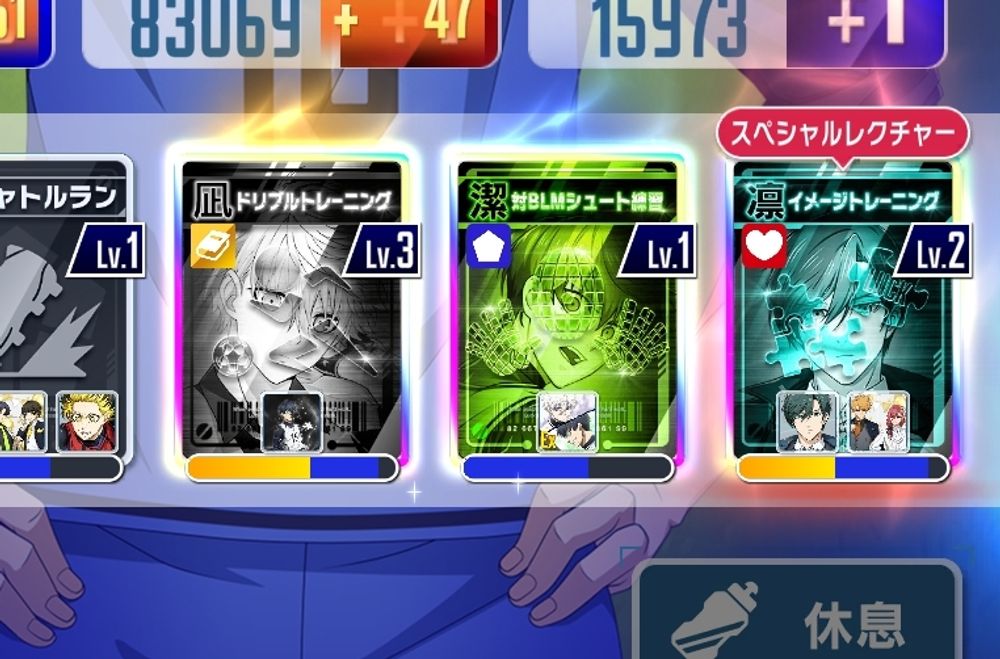 83069
+47
15973
+1
スペシャルレクチャー
ャトルラン
Lv.1
凪ドリブルトレーニング
Lv.3
潔対BLMシュート練習
Lv.1
凛イメージトレーニング
Lv.2
LUCK
休息